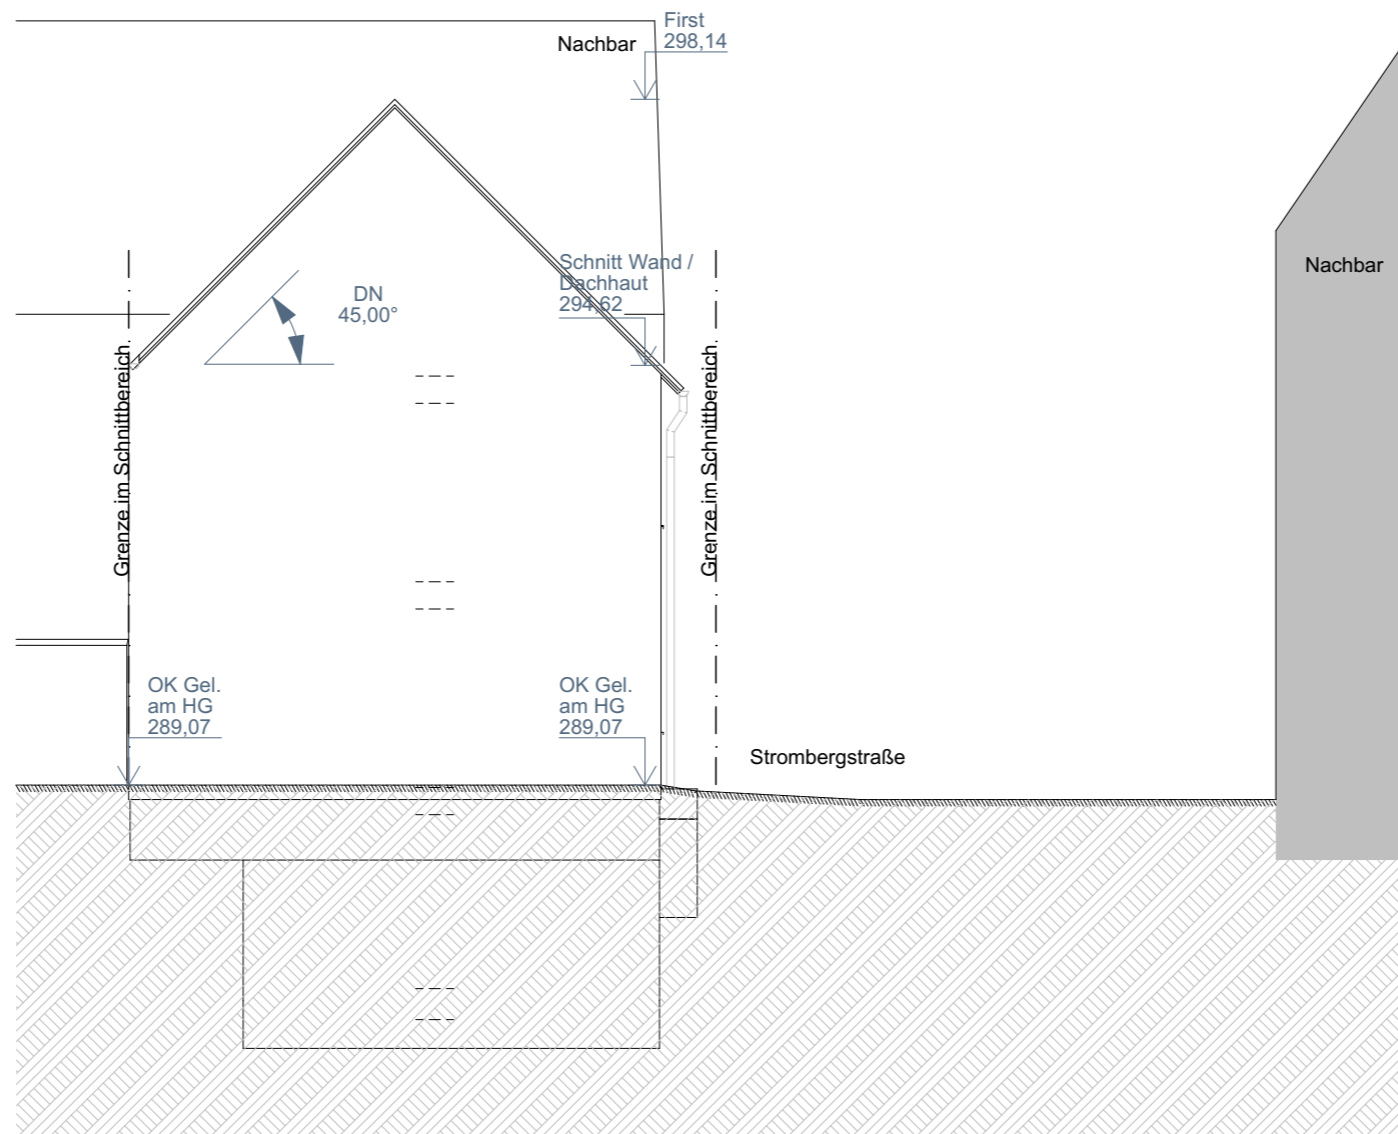 First
298,14
Nachbar
Schnitt Wand /
Dachhaut
294,62
Nachbar
DN
45,00°
Grenze im Schnittbereich
Grenze im Schnittbereich
OK Gel.
am HG
289,07
OK Gel.
am HG
289,07
Strombergstraße